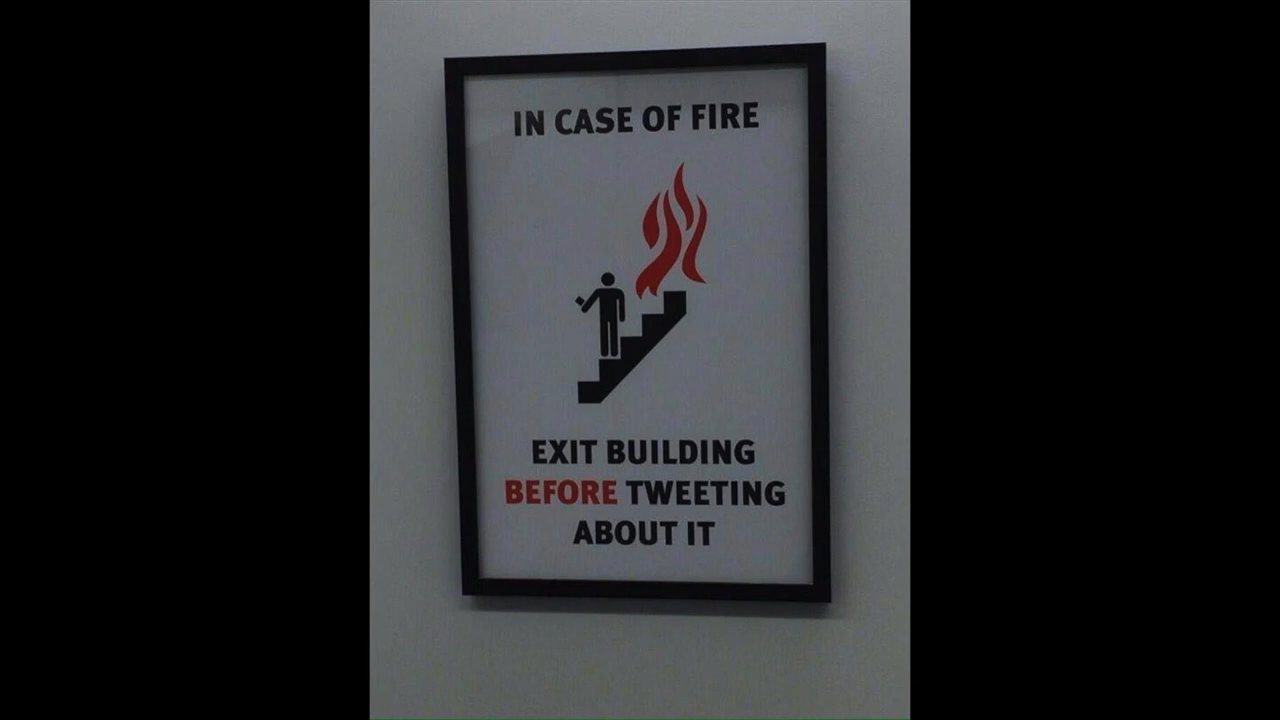 IN CASE OF FIRE
EXIT BUILDING
BEFORE TWEETING
ABOUT IT